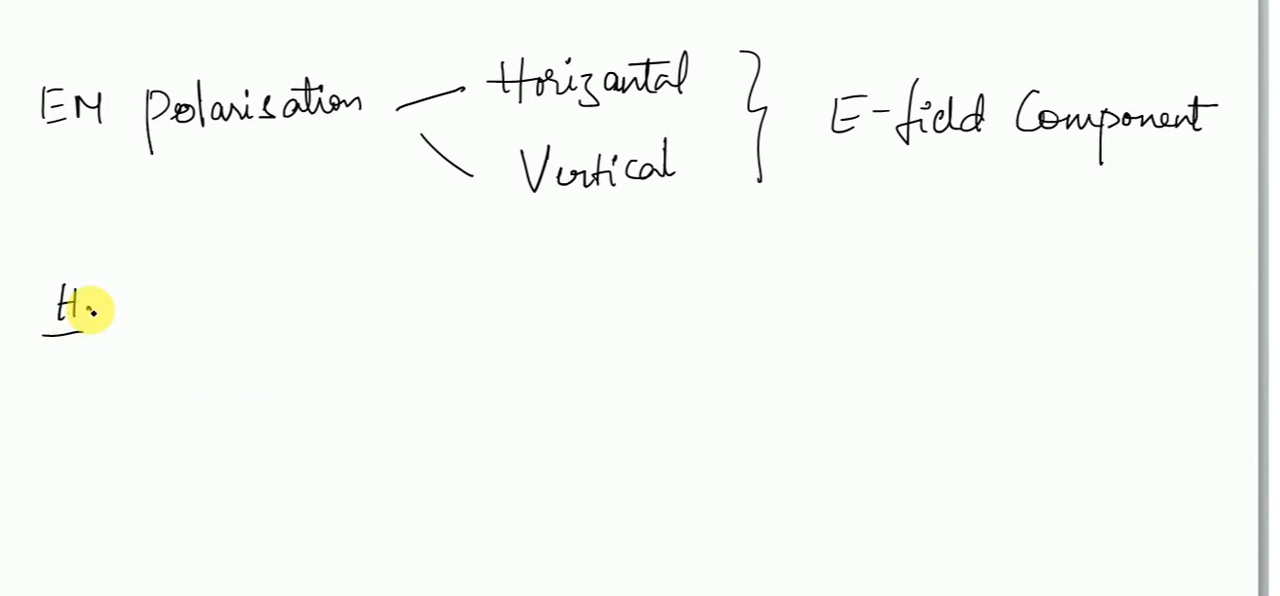 EM Polarisation
Horizantal
Vertical
E-field Component
H.